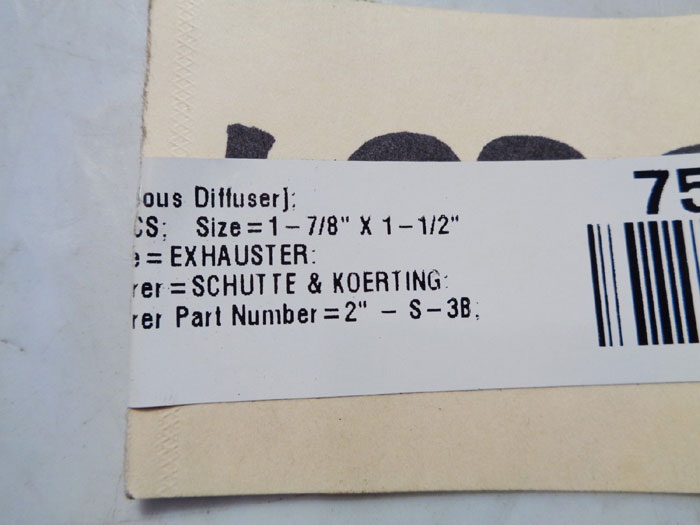 75
ous Diffuser];
CS; Size=1-7/8" X 1-1/2"
e=EXHAUSTER:
rer=SCHUTTE & KOERTING:
rer Part Number=2" - S-3B;